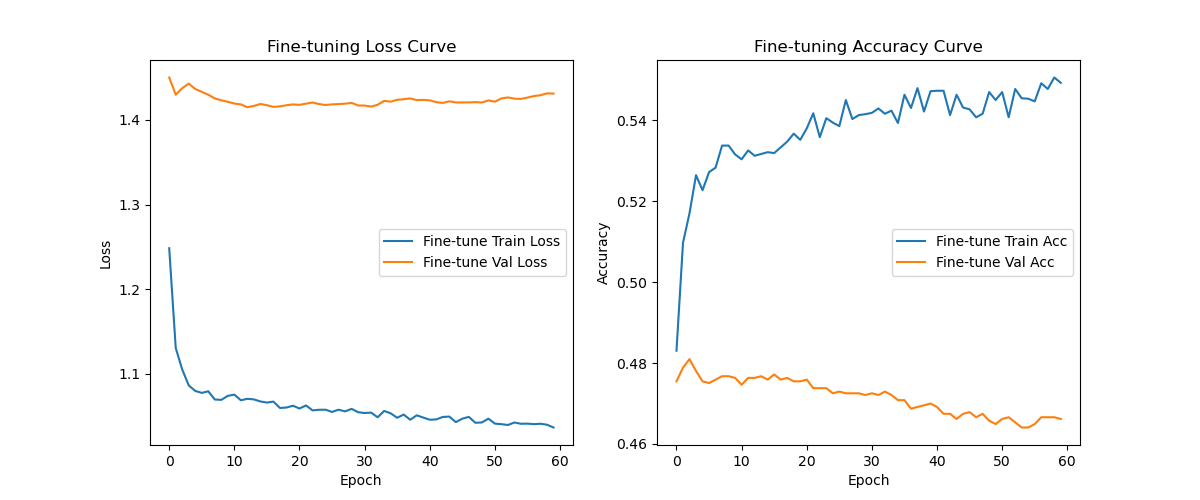 Fine-tuning Loss Curve
Loss
1.4
1.3
1.2
1.1
Fine-tune Train Loss
Fine-tune Val Loss
0 10 20 30 40 50 60
Epoch
Fine-tuning Accuracy Curve
Accuracy
0.54
0.52
0.50
0.48
0.46
Fine-tune Train Acc
Fine-tune Val Acc
0 10 20 30 40 50 60
Epoch